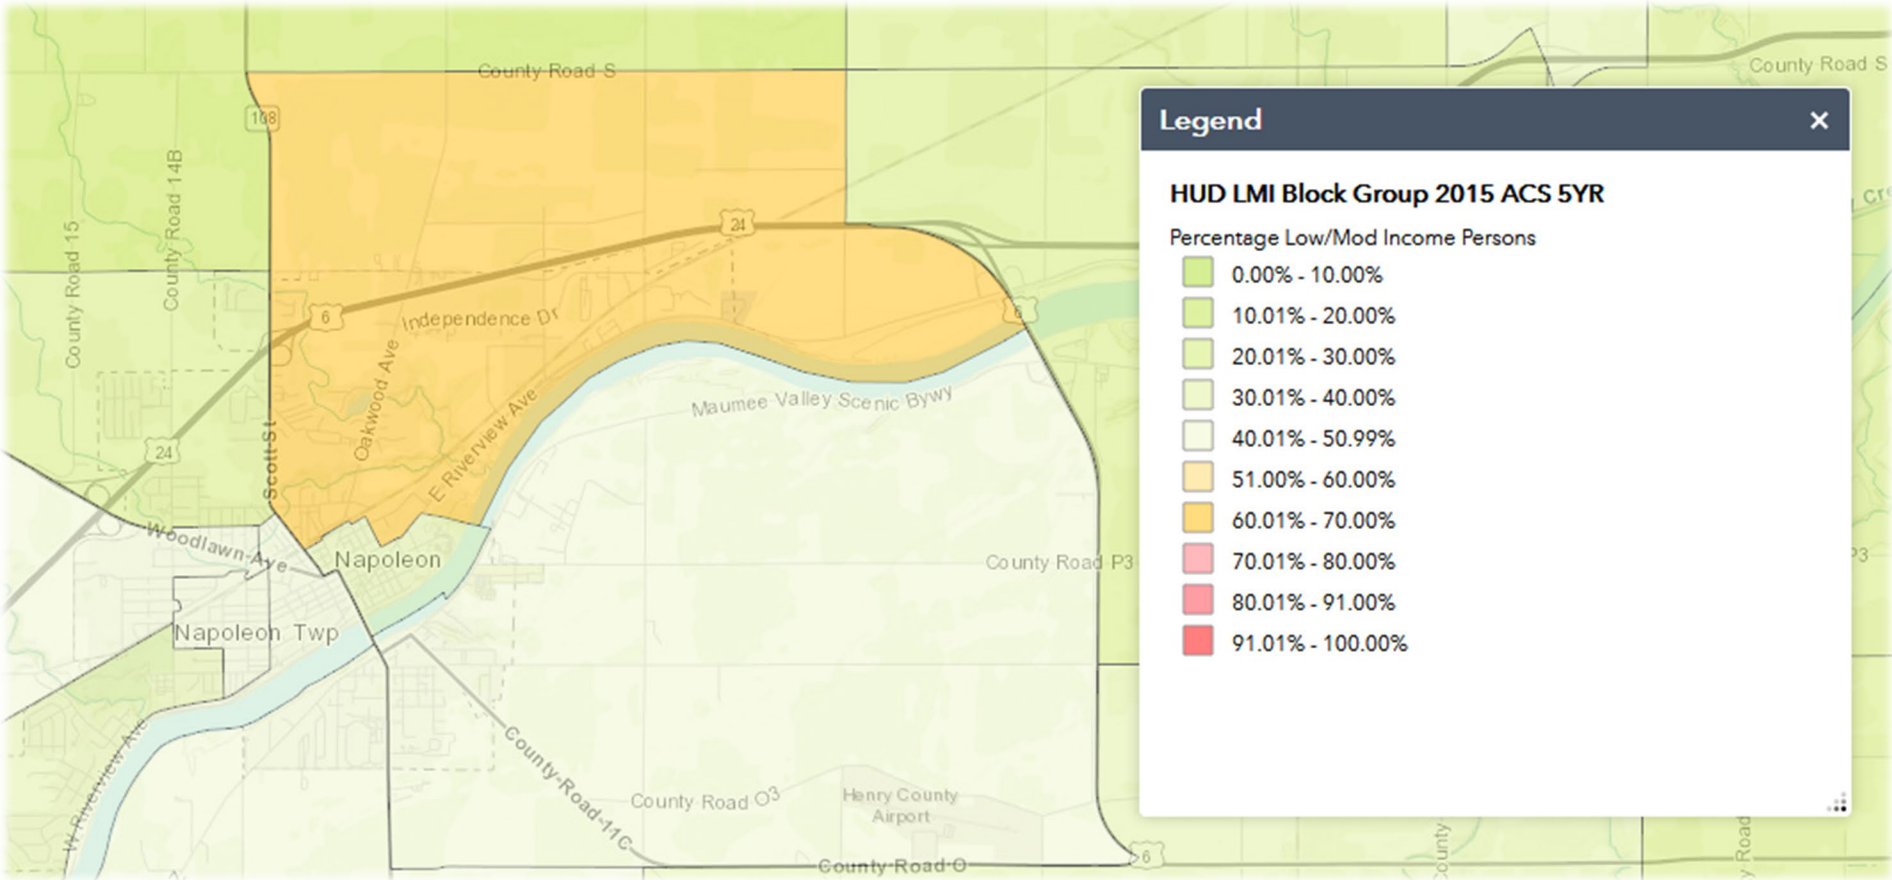 County Road S
County Road S
108
Legend
×
HUD LMI Block Group 2015 ACS 5YR
Percentage Low/Mod Income Persons
0.00% - 10.00%
10.01% - 20.00%
20.01% - 30.00%
30.01% - 40.00%
40.01% - 50.99%
51.00% - 60.00%
60.01% - 70.00%
70.01% - 80.00%
80.01% - 91.00%
91.01% - 100.00%
County Road 14B
County Road 15
24
6
6
Independence Dr
Oakwood Ave
E Riverview Ave
Maumee Valley Scenic Bywy
Scott St
24
Woodlawn Ave
Napoleon
County Road P3
P3
Napoleon Twp
W Riverview Ave
County Road 11C
County Road O3
Henry County
Airport
County Road O
6
County
y Road
Cre